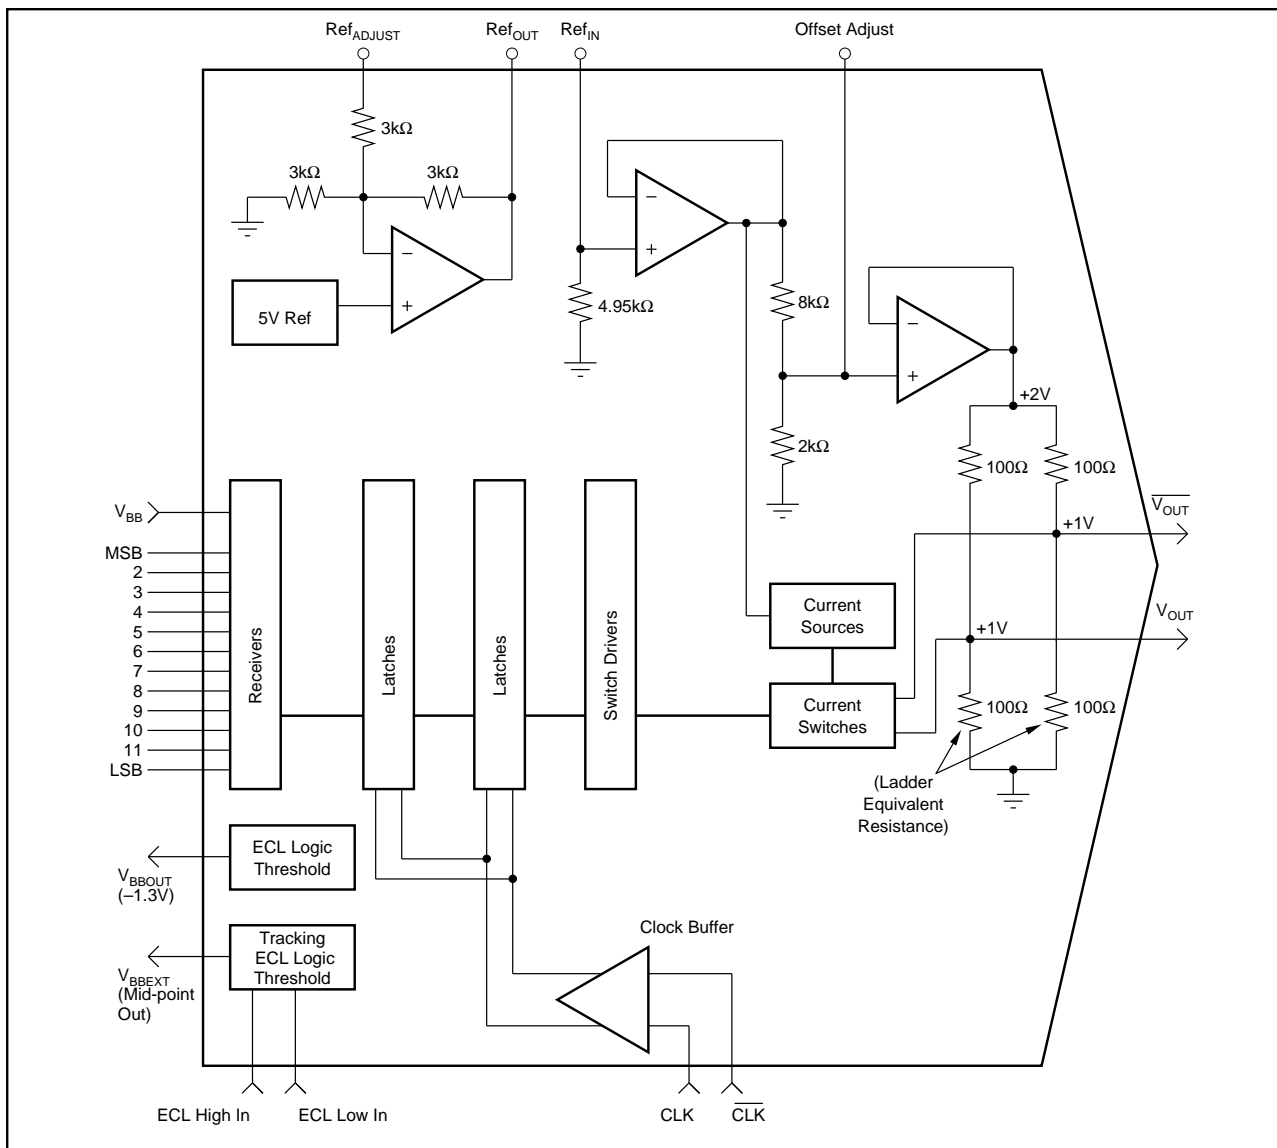 Ref_ADJUST
Ref_OUT
Ref_IN
Offset Adjust
3kΩ
3kΩ
3kΩ
−
+
5V Ref
−
+
4.95kΩ
8kΩ
−
+
2kΩ
+2V
100Ω
100Ω
V_BB
MSB
2
3
4
5
6
7
8
9
10
11
LSB
Receivers
Latches
Latches
Switch Drivers
Current
Sources
Current
Switches
+1V
V̅_O̅U̅T̅
+1V
V_OUT
100Ω
100Ω
(Ladder
Equivalent
Resistance)
ECL Logic
Threshold
V_BBOUT
(–1.3V)
Tracking
ECL Logic
Threshold
V_BBEXT
(Mid-point
Out)
Clock Buffer
ECL High In
ECL Low In
CLK
C̅L̅K̅